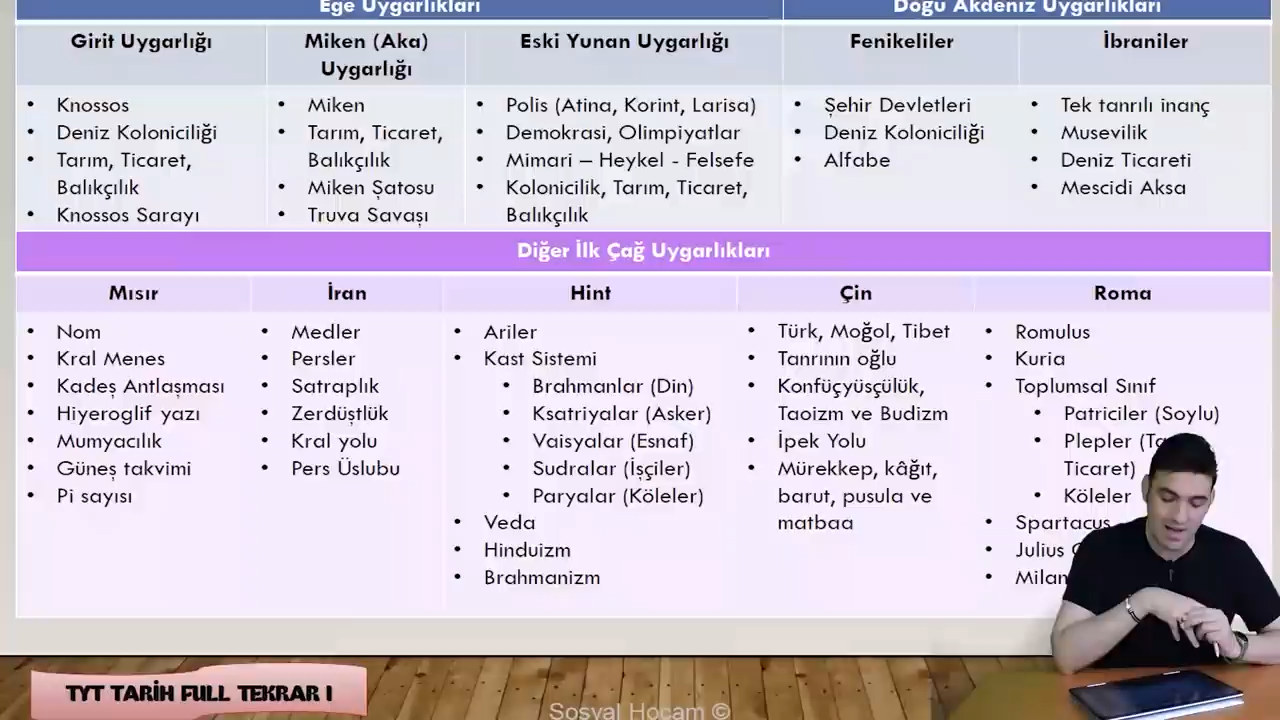 Ege Uygarlıkları
Doğu Akdeniz Uygarlıkları
Girit Uygarlığı
Miken (Aka)
Uygarlığı
Eski Yunan Uygarlığı
Fenikeliler
İbraniler
• Knossos
• Deniz Koloniciliği
• Tarım, Ticaret,
Balıkçılık
• Knossos Sarayı
• Miken
• Tarım, Ticaret,
Balıkçılık
• Miken Şatosu
• Truva Savaşı
• Polis (Atina, Korint, Larisa)
• Demokrasi, Olimpiyatlar
• Mimari – Heykel - Felsefe
• Kolonicilik, Tarım, Ticaret,
Balıkçılık
• Şehir Devletleri
• Deniz Koloniciliği
• Alfabe
• Tek tanrılı inanç
• Musevilik
• Deniz Ticareti
• Mescidi Aksa
Diğer İlk Çağ Uygarlıkları
Mısır
İran
Hint
Çin
Roma
• Nom
• Kral Menes
• Kadeş Antlaşması
• Hiyeroglif yazı
• Mumyacılık
• Güneş takvimi
• Pi sayısı
• Medler
• Persler
• Satraplık
• Zerdüştlük
• Kral yolu
• Pers Üslubu
• Ariler
• Kast Sistemi
• Brahmanlar (Din)
• Ksatriyalar (Asker)
• Vaisyalar (Esnaf)
• Sudralar (İşçiler)
• Paryalar (Köleler)
• Veda
• Hinduizm
• Brahmanizm
• Türk, Moğol, Tibet
• Tanrının oğlu
• Konfüçyüsçülük,
Taoizm ve Budizm
• İpek Yolu
• Mürekkep, kâğıt,
barut, pusula ve
matbaa
• Romulus
• Kuria
• Toplumsal Sınıf
• Patriciler (Soylu)
• Plepler
Ticaret)
• Köleler
• Spartacus
• Julius
•
TYT TARİH FULL TEKRAR I
Sosyal Hocam ©